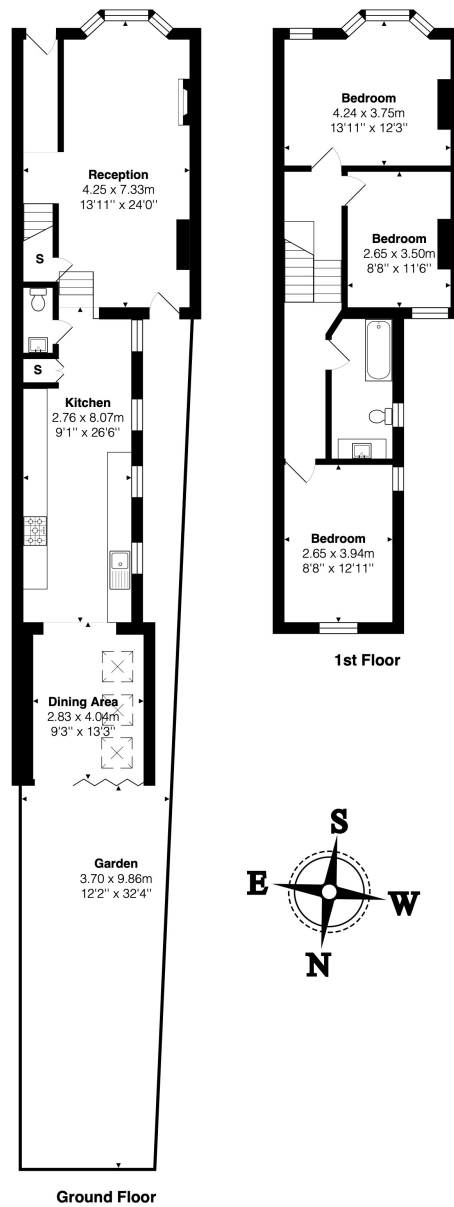 Reception
4.25 x 7.33m
13'11'' x 24'0''
S
S
Kitchen
2.76 x 8.07m
9'1'' x 26'6''
Dining Area
2.83 x 4.04m
9'3'' x 13'3''
Garden
3.70 x 9.86m
12'2'' x 32'4''
Ground Floor
Bedroom
4.24 x 3.75m
13'11'' x 12'3''
Bedroom
2.65 x 3.50m
8'8'' x 11'6''
Bedroom
2.65 x 3.94m
8'8'' x 12'11''
1st Floor
S
E
W
N